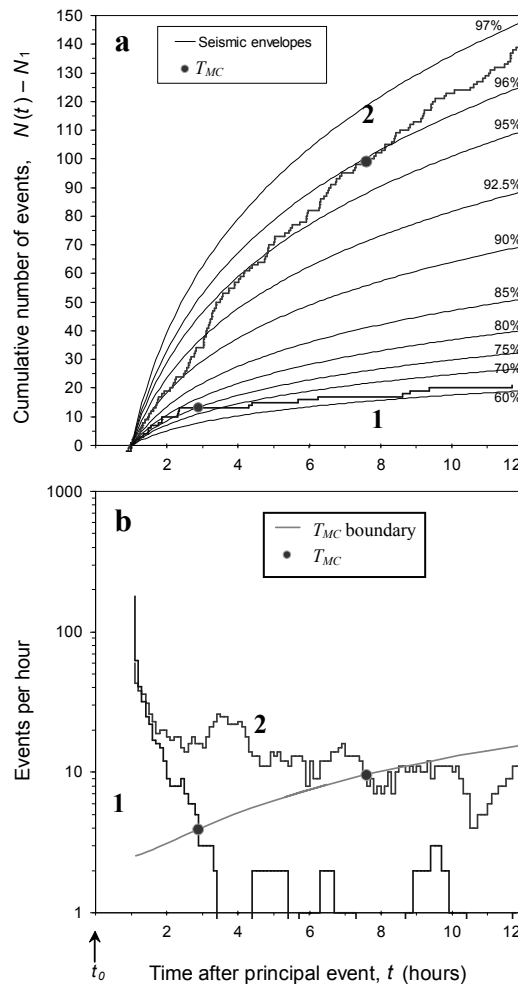 150
140
130
120
110
100
90
80
70
60
50
40
30
20
10
0
Cumulative number of events, N(t) – N₁
a
Seismic envelopes
T_MC
97%
96%
95%
92.5%
90%
85%
80%
75%
70%
60%
2
1
2 4 6 8 10 12
b
T_MC boundary
T_MC
1000
100
10
1
Events per hour
2
1
2 4 6 8 10 12
t₀
Time after principal event, t (hours)